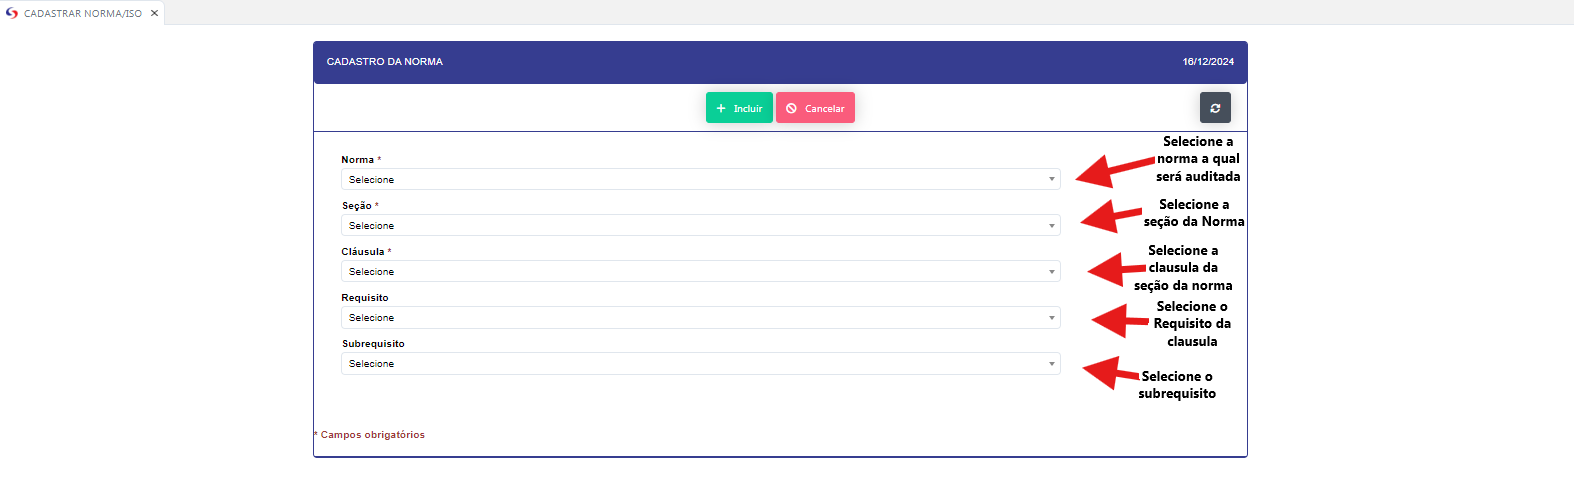 CADASTRAR NORMA/ISO
CADASTRO DA NORMA
16/12/2024
Incluir
Cancelar
Norma *
Selecione
Selecione a
norma a qual
será auditada
Seção *
Selecione
Selecione a
seção da Norma
Cláusula *
Selecione
Selecione a
clausula da
seção da norma
Requisito
Selecione
Selecione o
Requisito da
clausula
Subrequisito
Selecione
Selecione o
subrequisito
* Campos obrigatórios